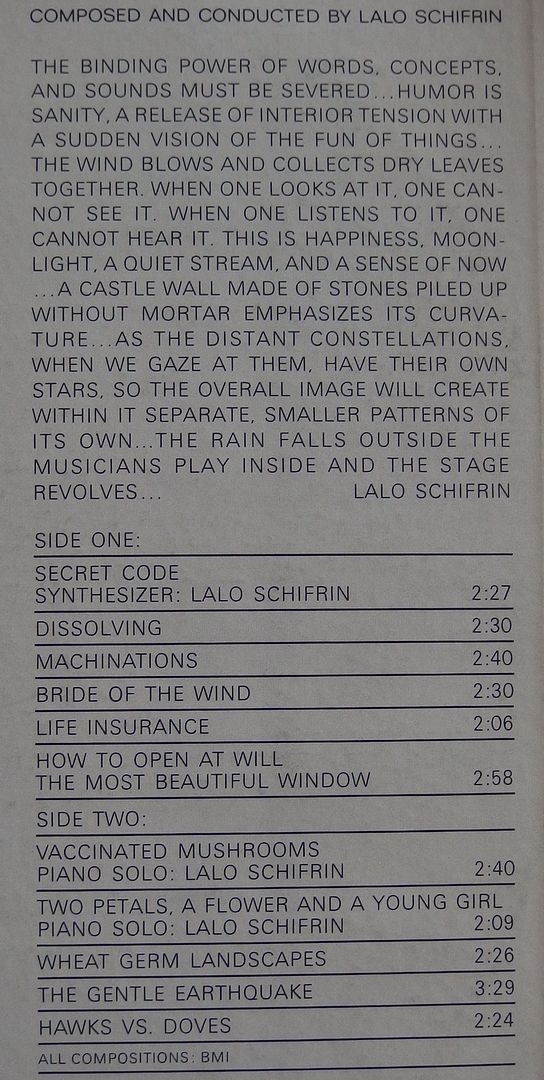 COMPOSED AND CONDUCTED BY LALO SCHIFRIN
THE BINDING POWER OF WORDS, CONCEPTS,
AND SOUNDS MUST BE SEVERED...HUMOR IS
SANITY, A RELEASE OF INTERIOR TENSION WITH
A SUDDEN VISION OF THE FUN OF THINGS...
THE WIND BLOWS AND COLLECTS DRY LEAVES
TOGETHER. WHEN ONE LOOKS AT IT, ONE CAN-
NOT SEE IT. WHEN ONE LISTENS TO IT, ONE
CANNOT HEAR IT. THIS IS HAPPINESS, MOON-
LIGHT, A QUIET STREAM, AND A SENSE OF NOW
...A CASTLE WALL MADE OF STONES PILED UP
WITHOUT MORTAR EMPHASIZES ITS CURVA-
TURE...AS THE DISTANT CONSTELLATIONS,
WHEN WE GAZE AT THEM, HAVE THEIR OWN
STARS, SO THE OVERALL IMAGE WILL CREATE
WITHIN IT SEPARATE, SMALLER PATTERNS OF
ITS OWN...THE RAIN FALLS OUTSIDE THE
MUSICIANS PLAY INSIDE AND THE STAGE
REVOLVES... LALO SCHIFRIN
SIDE ONE:
SECRET CODE
SYNTHESIZER: LALO SCHIFRIN 2:27
DISSOLVING 2:30
MACHINATIONS 2:40
BRIDE OF THE WIND 2:30
LIFE INSURANCE 2:06
HOW TO OPEN AT WILL
THE MOST BEAUTIFUL WINDOW 2:58
SIDE TWO:
VACCINATED MUSHROOMS
PIANO SOLO: LALO SCHIFRIN 2:40
TWO PETALS, A FLOWER AND A YOUNG GIRL
PIANO SOLO: LALO SCHIFRIN 2:09
WHEAT GERM LANDSCAPES 2:26
THE GENTLE EARTHQUAKE 3:29
HAWKS VS. DOVES 2:24
ALL COMPOSITIONS: BMI